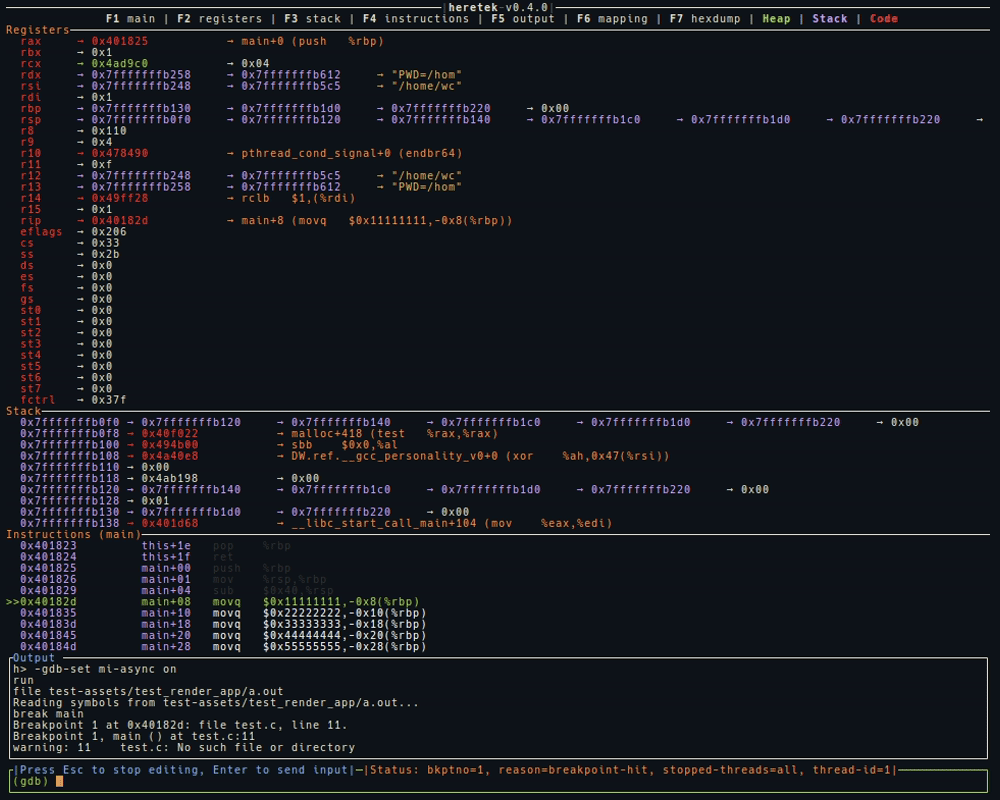 |heretek-v0.4.0|
F1 main | F2 registers | F3 stack | F4 instructions | F5 output | F6 mapping | F7 hexdump | Heap | Stack | Code
Registers
rax → 0x401825 → main+0 (push %rbp)
rbx → 0x1
rcx → 0x4ad9c0 → 0x04
rdx → 0x7fffffffb258 → 0x7fffffffb612 → "PWD=/hom"
rsi → 0x7fffffffb248 → 0x7fffffffb5c5 → "/home/wc"
rdi → 0x1
rbp → 0x7fffffffb130 → 0x7fffffffb1d0 → 0x7fffffffb220 → 0x00
rsp → 0x7fffffffb0f0 → 0x7fffffffb120 → 0x7fffffffb140 → 0x7fffffffb1c0 → 0x7fffffffb1d0 → 0x7fffffffb220 →
r8 → 0x110
r9 → 0x4
r10 → 0x478490 → pthread_cond_signal+0 (endbr64)
r11 → 0xf
r12 → 0x7fffffffb248 → 0x7fffffffb5c5 → "/home/wc"
r13 → 0x7fffffffb258 → 0x7fffffffb612 → "PWD=/hom"
r14 → 0x49ff28 → rclb $1,(%rdi)
r15 → 0x1
rip → 0x40182d → main+8 (movq $0x11111111,-0x8(%rbp))
eflags → 0x206
cs → 0x33
ss → 0x2b
ds → 0x0
es → 0x0
fs → 0x0
gs → 0x0
st0 → 0x0
st1 → 0x0
st2 → 0x0
st3 → 0x0
st4 → 0x0
st5 → 0x0
st6 → 0x0
st7 → 0x0
fctrl → 0x37f
Stack
0x7fffffffb0f0 → 0x7fffffffb120 → 0x7fffffffb140 → 0x7fffffffb1c0 → 0x7fffffffb1d0 → 0x7fffffffb220 → 0x00
0x7fffffffb0f8 → 0x40f022 → malloc+418 (test %rax,%rax)
0x7fffffffb100 → 0x494b00 → sbb $0x0,%al
0x7fffffffb108 → 0x4a40e8 → DW.ref.__gcc_personality_v0+0 (xor %ah,0x47(%rsi))
0x7fffffffb110 → 0x00
0x7fffffffb118 → 0x4ab198 → 0x00
0x7fffffffb120 → 0x7fffffffb140 → 0x7fffffffb1c0 → 0x7fffffffb1d0 → 0x7fffffffb220 → 0x00
0x7fffffffb128 → 0x01
0x7fffffffb130 → 0x7fffffffb1d0 → 0x7fffffffb220 → 0x00
0x7fffffffb138 → 0x401d68 → __libc_start_call_main+104 (mov %eax,%edi)
Instructions (main)
0x401823 this+1e pop %rbp
0x401824 this+1f ret
0x401825 main+00 push %rbp
0x401826 main+01 mov %rsp,%rbp
0x401829 main+04 sub $0x40,%rsp
>>0x40182d main+08 movq $0x11111111,-0x8(%rbp)
0x401835 main+10 movq $0x22222222,-0x10(%rbp)
0x40183d main+18 movq $0x33333333,-0x18(%rbp)
0x401845 main+20 movq $0x44444444,-0x20(%rbp)
0x40184d main+28 movq $0x55555555,-0x28(%rbp)
Output
h> -gdb-set mi-async on
run
file test-assets/test_render_app/a.out
Reading symbols from test-assets/test_render_app/a.out...
break main
Breakpoint 1 at 0x40182d: file test.c, line 11.
Breakpoint 1, main () at test.c:11
warning: 11 test.c: No such file or directory
|Press Esc to stop editing, Enter to send input|—|Status: bkptno=1, reason=breakpoint-hit, stopped-threads=all, thread-id=1|
(gdb)